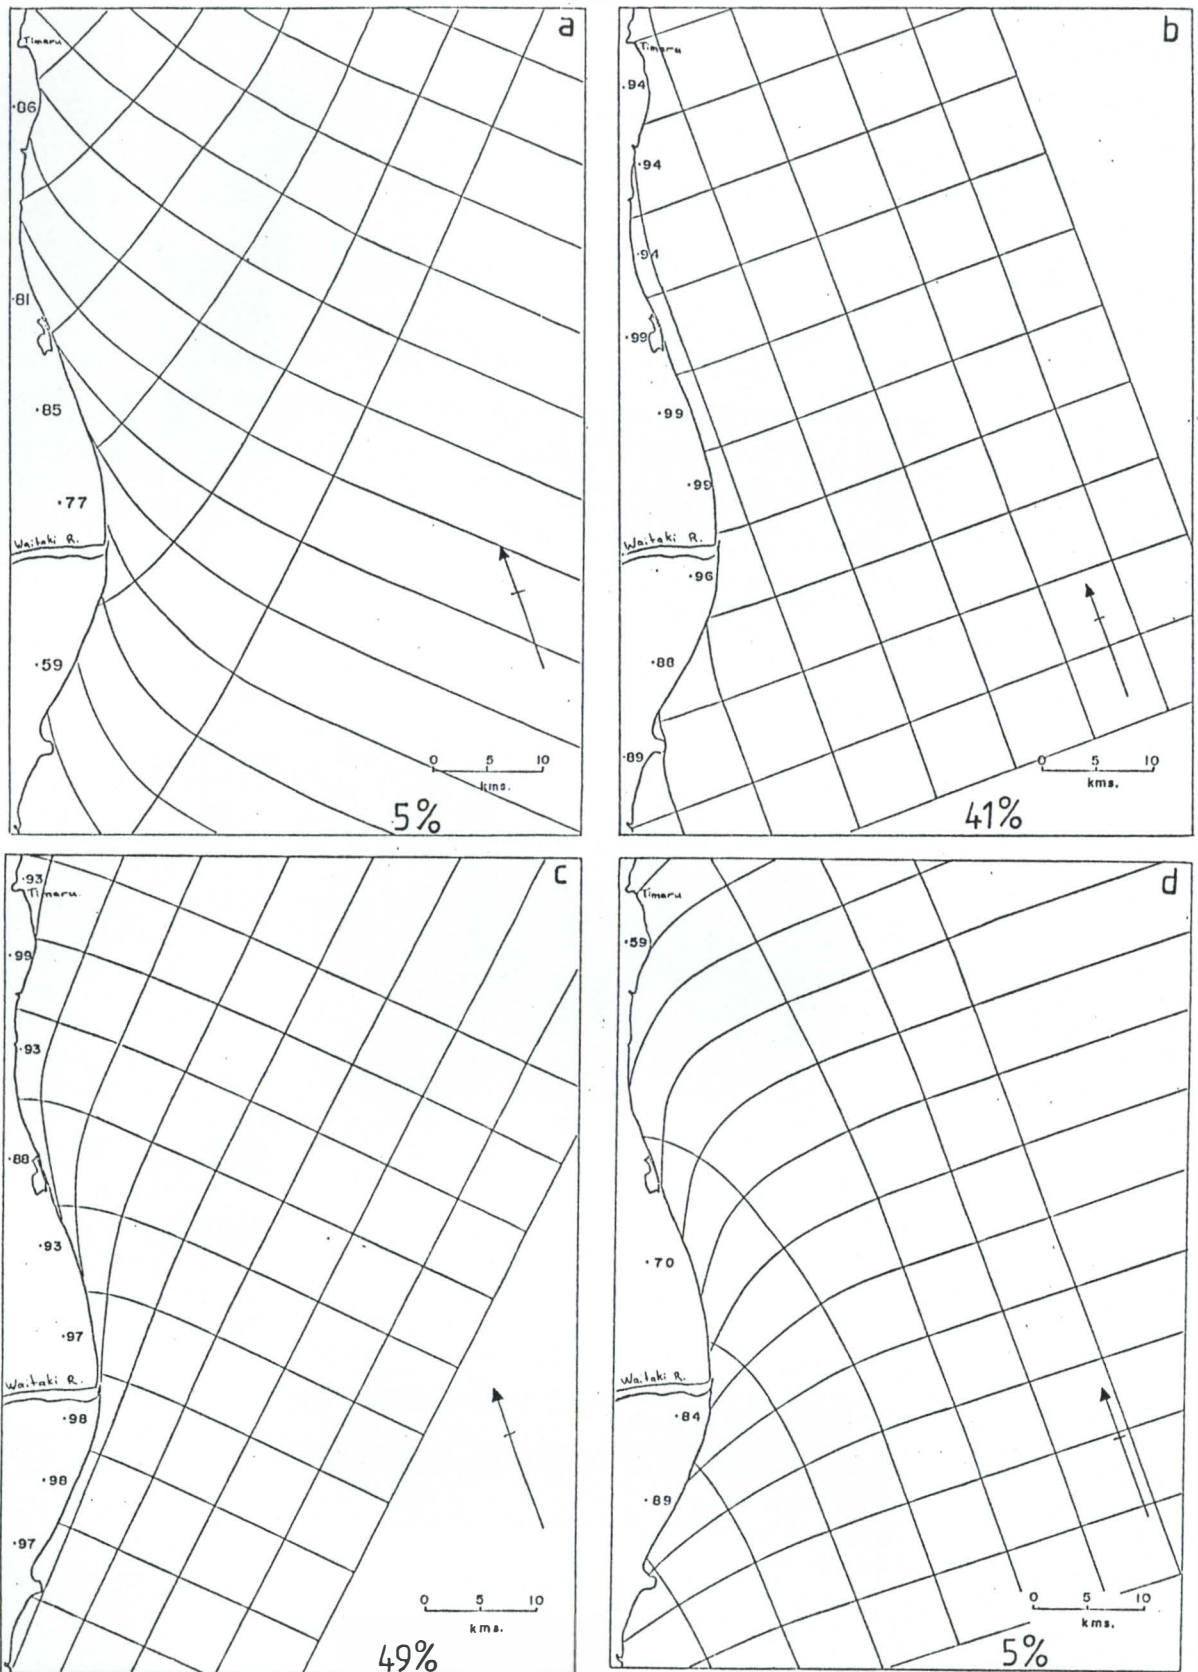 a
Timaru
.86
.81
.85
.77
Waitaki R.
.59
0 5 10
kms.
5%
b
Timaru
.94
.94
.94
.99
.99
.99
Waitaki R.
.96
.88
.89
0 5 10
kms.
41%
c
.93
Timaru.
.99
.93
.88
.93
.97
Waitaki R.
.98
.98
.97
0 5 10
kms.
49%
d
Timaru
.59
.70
Waitaki R.
.84
.89
0 5 10
kms.
5%